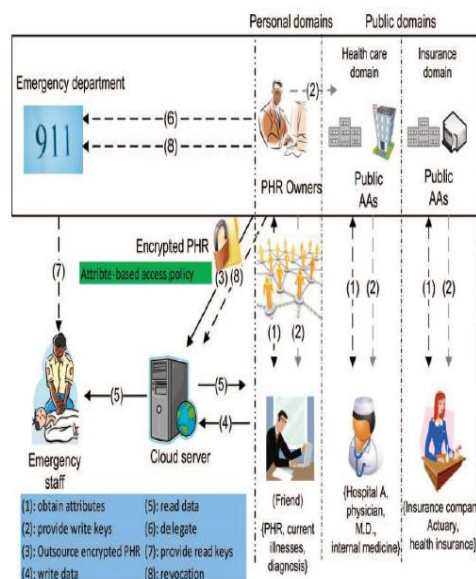 Personal domains
Public domains
Emergency department
Health care
domain
Insurance
domain
911
(6)
(8)
(2)
PHR Owners
Public
AAs
Public
AAs
Encrypted PHR
Attribte-based access policy
(3)
(8)
(7)
(1)
(2)
(1)
(2)
(1)
(2)
(5)
(5)
(4)
Emergency
staff
Cloud server
(Friend)
{PHR, current
illnesses,
diagnosis}
{Hospital A,
physician,
M.D.,
internal medicine}
{Insurance compan
Actuary,
health insurance}
(1): obtain attributes
(2): provide write keys
(3): Outsource encrypted PHR
(4): write data
(5): read data
(6): delegate
(7): provide read keys
(8): revocation